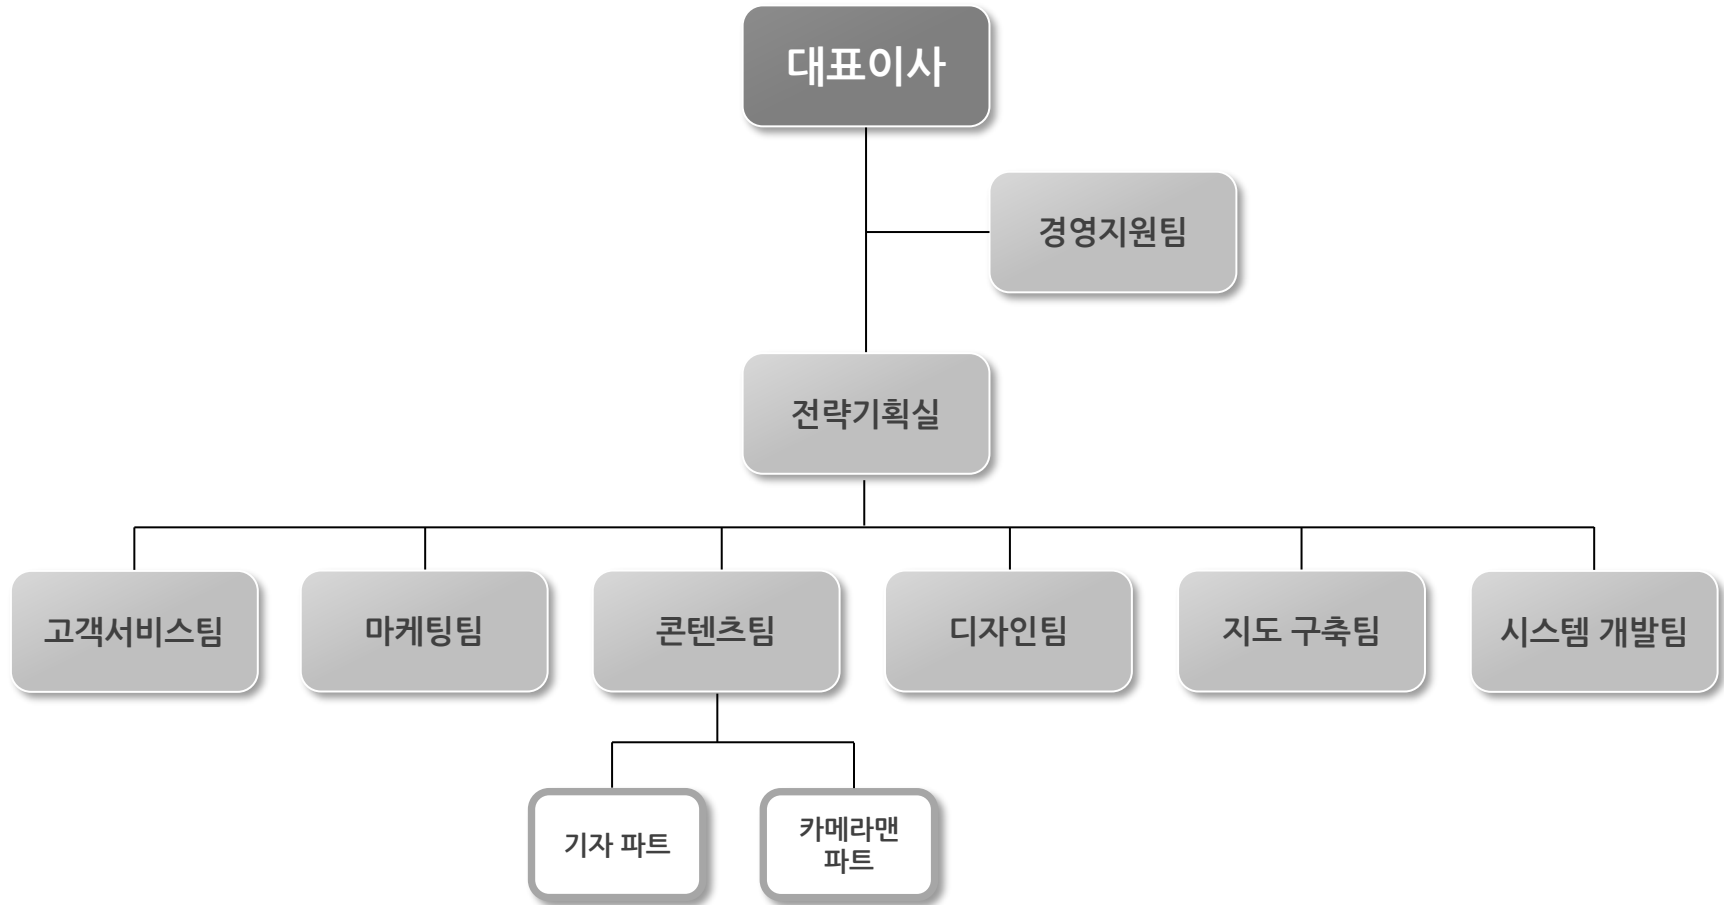 대표이사
경영지원팀
전략기획실
고객서비스팀
마케팅팀
콘텐츠팀
디자인팀
지도 구축팀
시스템 개발팀
기자 파트
카메라맨
파트